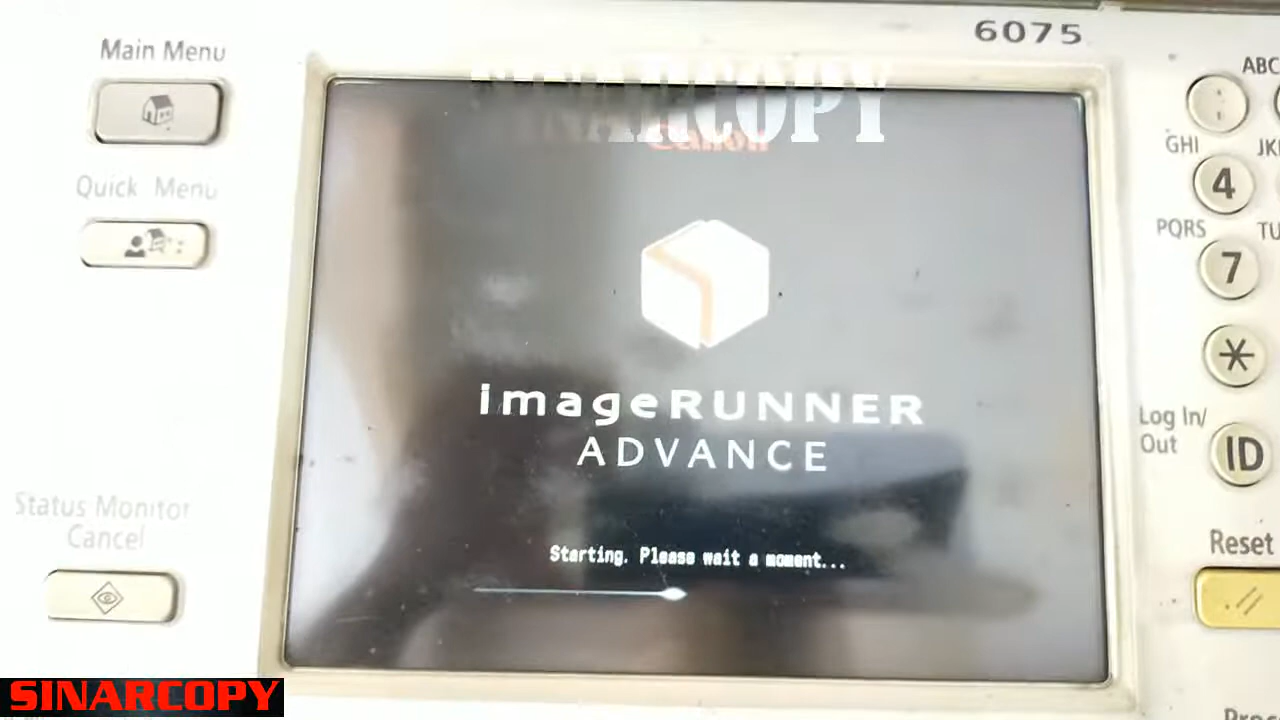 6075
Main Menu
SINARCOPY
Canon
Quick Menu
imageRUNNER
ADVANCE
Starting. Please wait a moment...
Status Monitor
Cancel
ABC
GHI
4
PQRS
7
*
Log In/
Out
ID
Reset
SINARCOPY